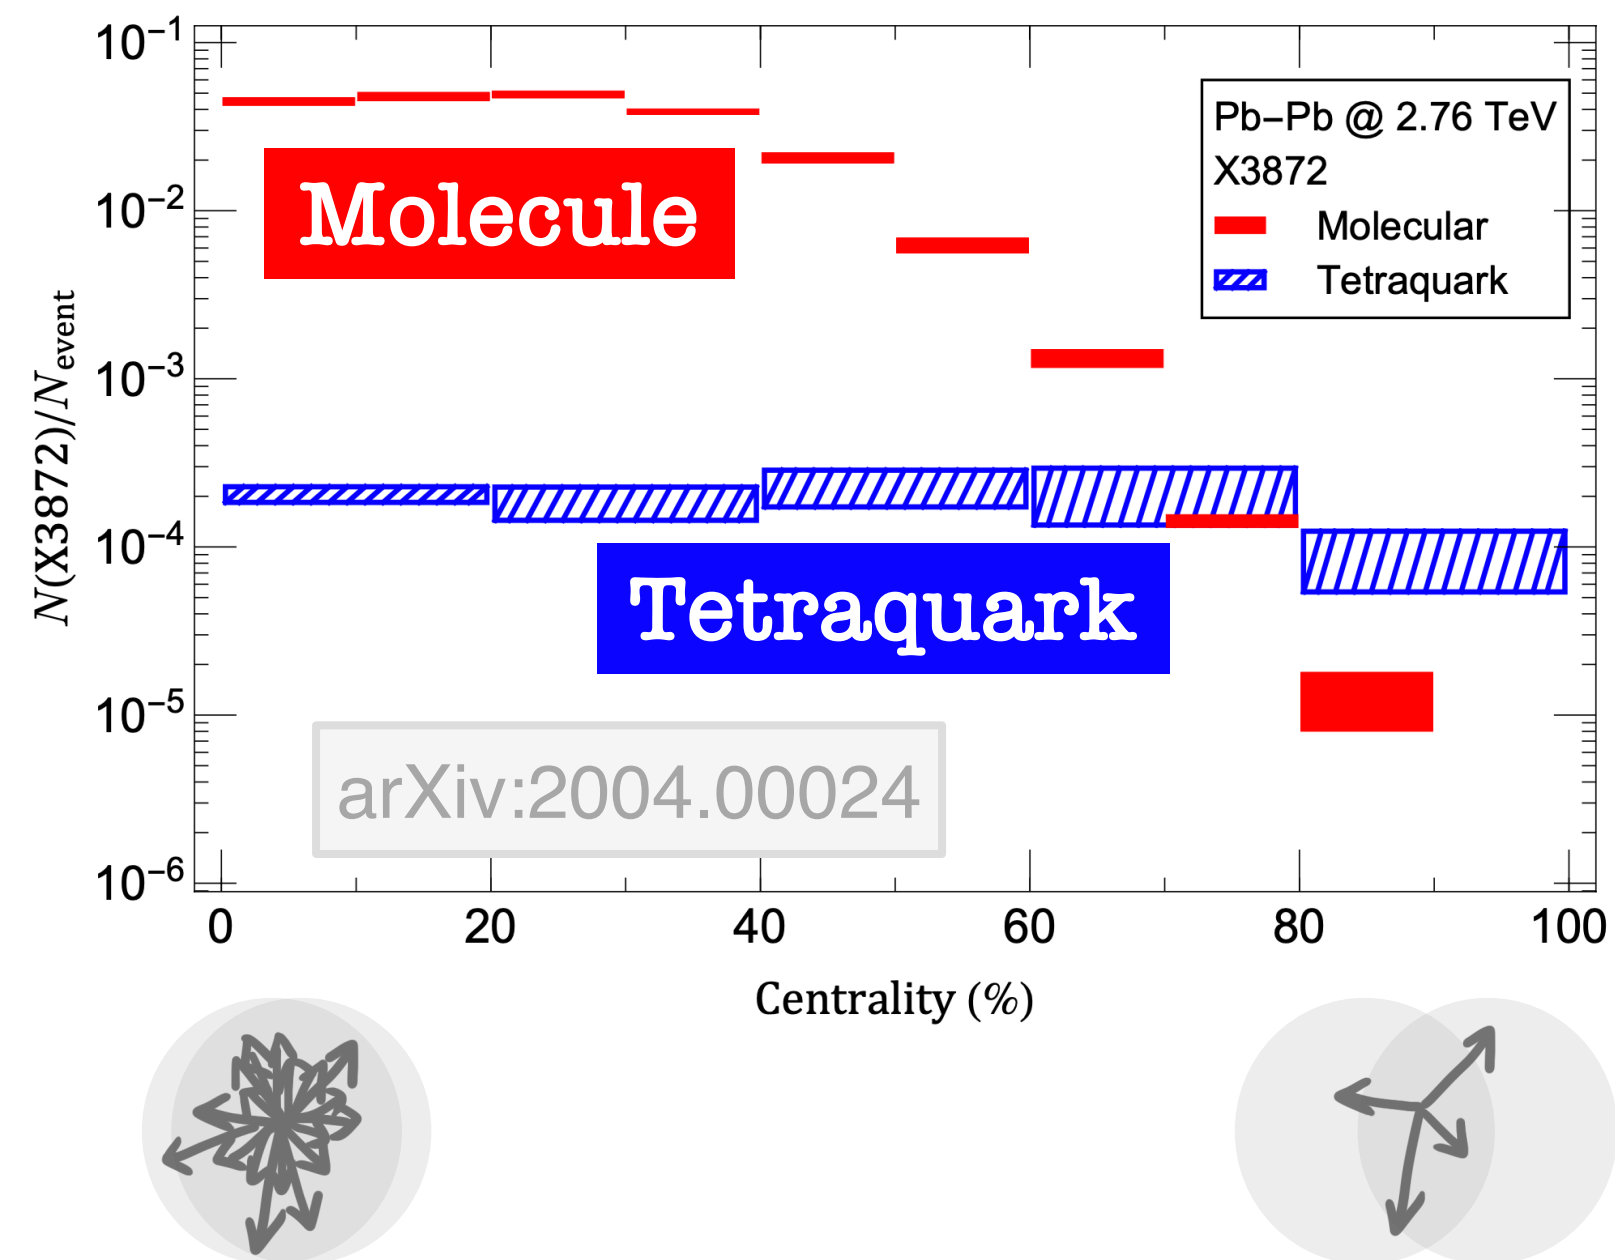 10⁻¹
10⁻²
10⁻³
10⁻⁴
10⁻⁵
10⁻⁶
N(X3872)/N_event
Pb–Pb @ 2.76 TeV
X3872
Molecular
Tetraquark
Molecule
Tetraquark
arXiv:2004.00024
0 20 40 60 80 100
Centrality (%)